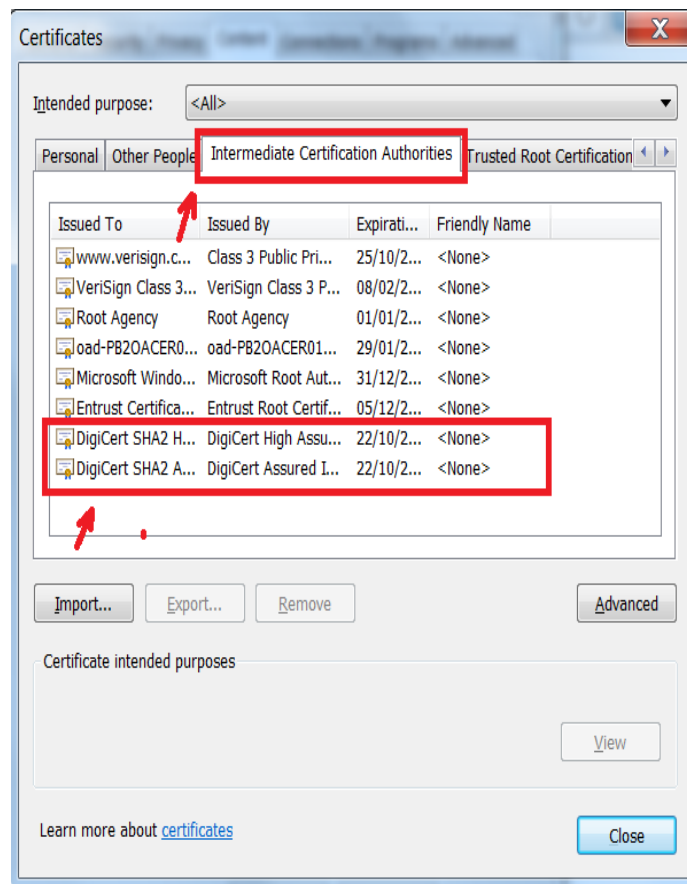 Certificates
Intended purpose: <All>
Personal Other People Intermediate Certification Authorities Trusted Root Certification
Issued To Issued By Expirati... Friendly Name
www.verisign.c... Class 3 Public Pri... 25/10/2... <None>
VeriSign Class 3... VeriSign Class 3 P... 08/02/2... <None>
Root Agency Root Agency 01/01/2... <None>
oad-PB2OACER0... oad-PB2OACER01... 29/01/2... <None>
Microsoft Windo... Microsoft Root Aut... 31/12/2... <None>
Entrust Certifica... Entrust Root Certif... 05/12/2... <None>
DigiCert SHA2 H... DigiCert High Assu... 22/10/2... <None>
DigiCert SHA2 A... DigiCert Assured I... 22/10/2... <None>
Import... Export... Remove Advanced
Certificate intended purposes
View
Learn more about certificates
Close